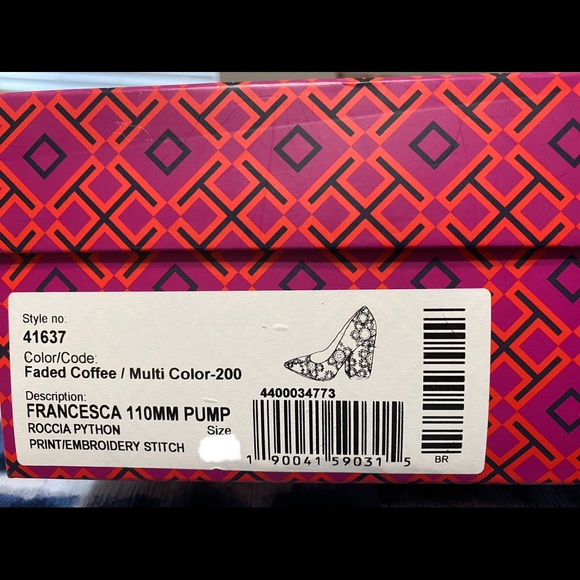 Style no:
41637
Color/Code:
Faded Coffee / Multi Color-200
Description:
FRANCESCA 110MM PUMP
ROCCIA PYTHON
Size
PRINT/EMBROIDERY STITCH
4400034773
1 90041 59031 5
BR